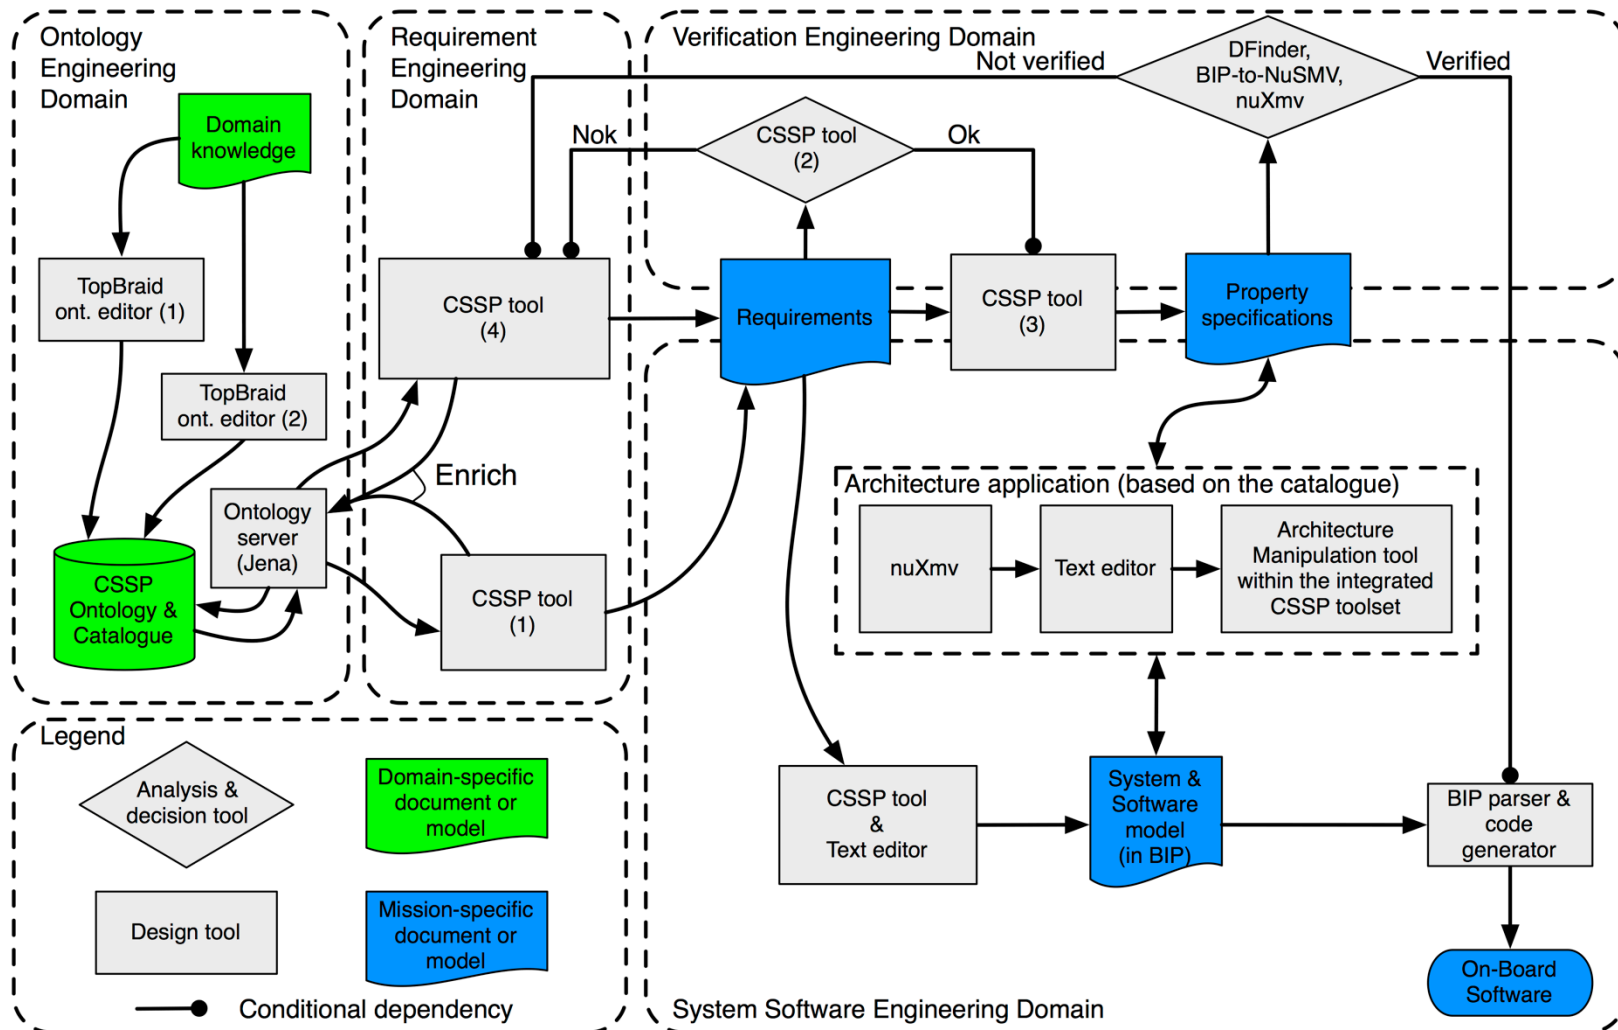 Ontology
Engineering
Domain
Domain
knowledge
TopBraid
ont. editor (1)
TopBraid
ont. editor (2)
Ontology
server
(Jena)
CSSP
Ontology &
Catalogue
Requirement
Engineering
Domain
CSSP tool
(4)
Enrich
CSSP tool
(1)
Verification Engineering Domain
Not verified
DFinder,
BIP-to-NuSMV,
nuXmv
Verified
Nok
CSSP tool
(2)
Ok
Requirements
CSSP tool
(3)
Property
specifications
Architecture application (based on the catalogue)
nuXmv
Text editor
Architecture
Manipulation tool
within the integrated
CSSP toolset
CSSP tool
&
Text editor
System &
Software
model
(in BIP)
BIP parser &
code
generator
On-Board
Software
System Software Engineering Domain
Legend
Analysis &
decision tool
Domain-specific
document or
model
Design tool
Mission-specific
document or
model
Conditional dependency